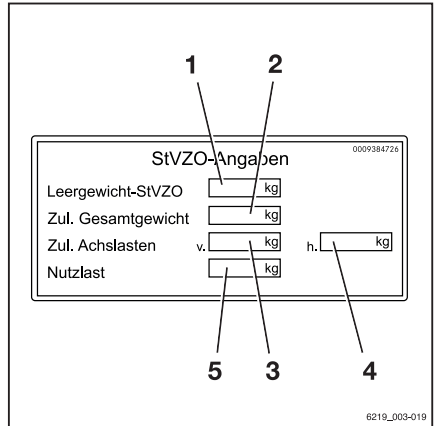 1 2
0009384726
StVZO-Angaben
Leergewicht-StVZO kg
Zul. Gesamtgewicht kg
Zul. Achslasten v. kg h. kg
Nutzlast kg
5 3 4
6219_003-019